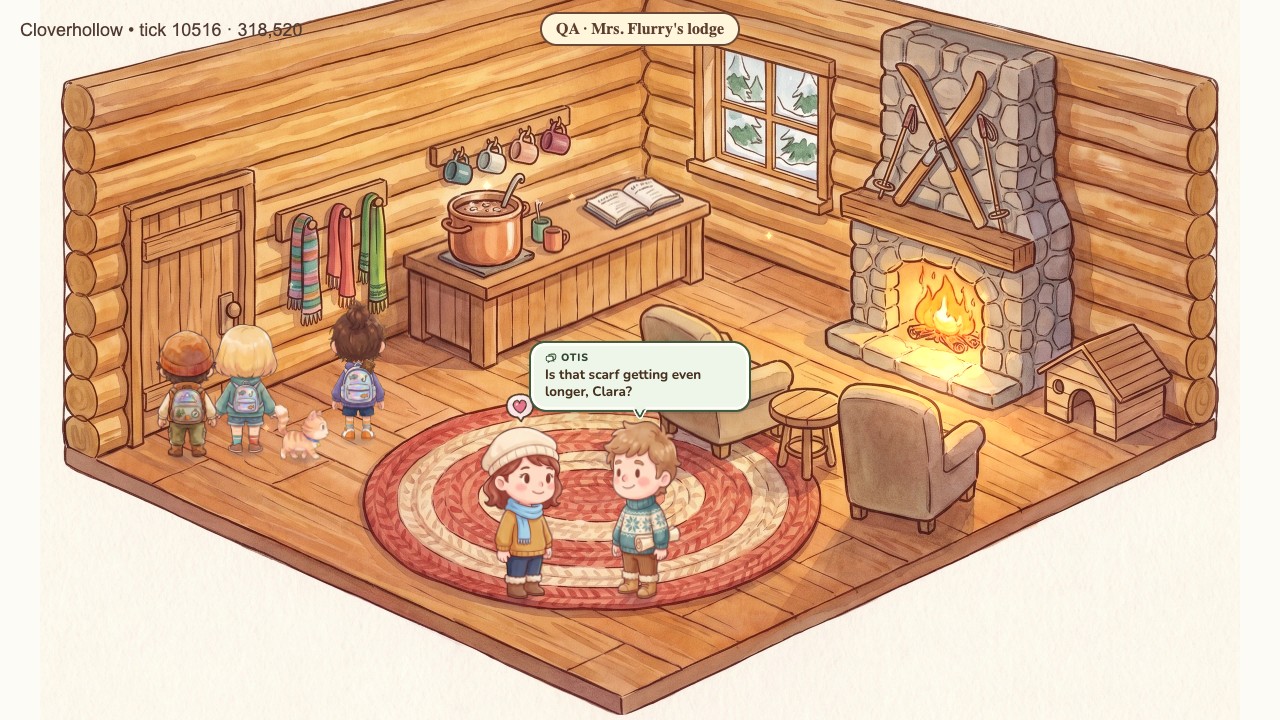 Cloverhollow • tick 10516 · 318,520
QA · Mrs. Flurry's lodge
OTIS
Is that scarf getting even
longer, Clara?